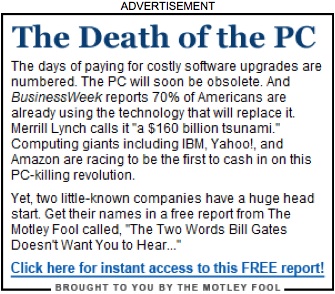 ADVERTISEMENT
The Death of the PC
The days of paying for costly software upgrades are
numbered. The PC will soon be obsolete. And
BusinessWeek reports 70% of Americans are
already using the technology that will replace it.
Merrill Lynch calls it "a $160 billion tsunami."
Computing giants including IBM, Yahoo!, and
Amazon are racing to be the first to cash in on this
PC-killing revolution.
Yet, two little-known companies have a huge head
start. Get their names in a free report from The
Motley Fool called, "The Two Words Bill Gates
Doesn't Want You to Hear..."
Click here for instant access to this FREE report!
BROUGHT TO YOU BY THE MOTLEY FOOL